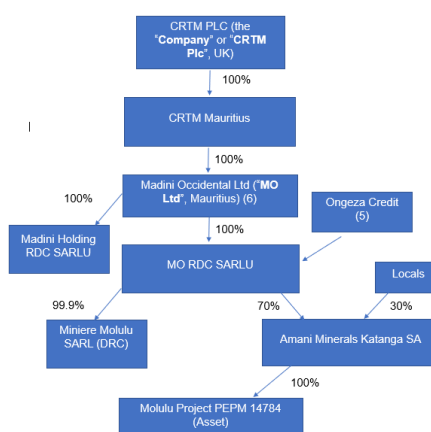 CRTM PLC (the
"Company" or "CRTM
Plc", UK)
100%
CRTM Mauritius
100%
Madini Occidental Ltd ("MO
Ltd", Mauritius) (6)
100%
Ongeza Credit
(5)
100%
Madini Holding
RDC SARLU
MO RDC SARLU
Locals
99.9%
70%
30%
Miniere Molulu
SARL (DRC)
Amani Minerals Katanga SA
100%
Molulu Project PEPM 14784
(Asset)